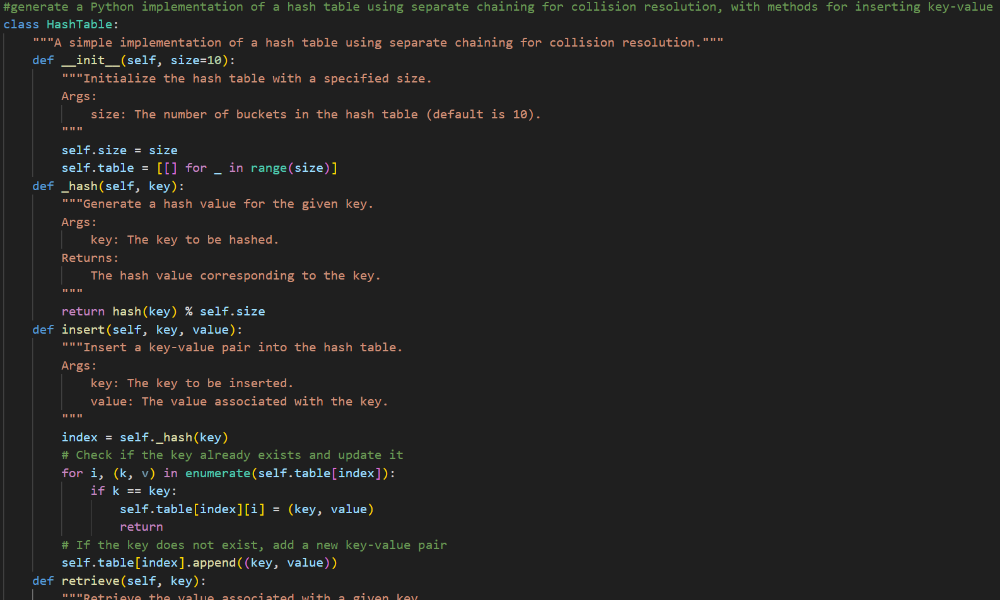 #generate a Python implementation of a hash table using separate chaining for collision resolution, with methods for inserting key-value
class HashTable:
    """A simple implementation of a hash table using separate chaining for collision resolution."""
    def __init__(self, size=10):
        """Initialize the hash table with a specified size.
        Args:
            size: The number of buckets in the hash table (default is 10).
        """
        self.size = size
        self.table = [[] for _ in range(size)]
    def _hash(self, key):
        """Generate a hash value for the given key.
        Args:
            key: The key to be hashed.
        Returns:
            The hash value corresponding to the key.
        """
        return hash(key) % self.size
    def insert(self, key, value):
        """Insert a key-value pair into the hash table.
        Args:
            key: The key to be inserted.
            value: The value associated with the key.
        """
        index = self._hash(key)
        # Check if the key already exists and update it
        for i, (k, v) in enumerate(self.table[index]):
            if k == key:
                self.table[index][i] = (key, value)
                return
        # If the key does not exist, add a new key-value pair
        self.table[index].append((key, value))
    def retrieve(self, key):
        """Retrieve the value associated with a given key